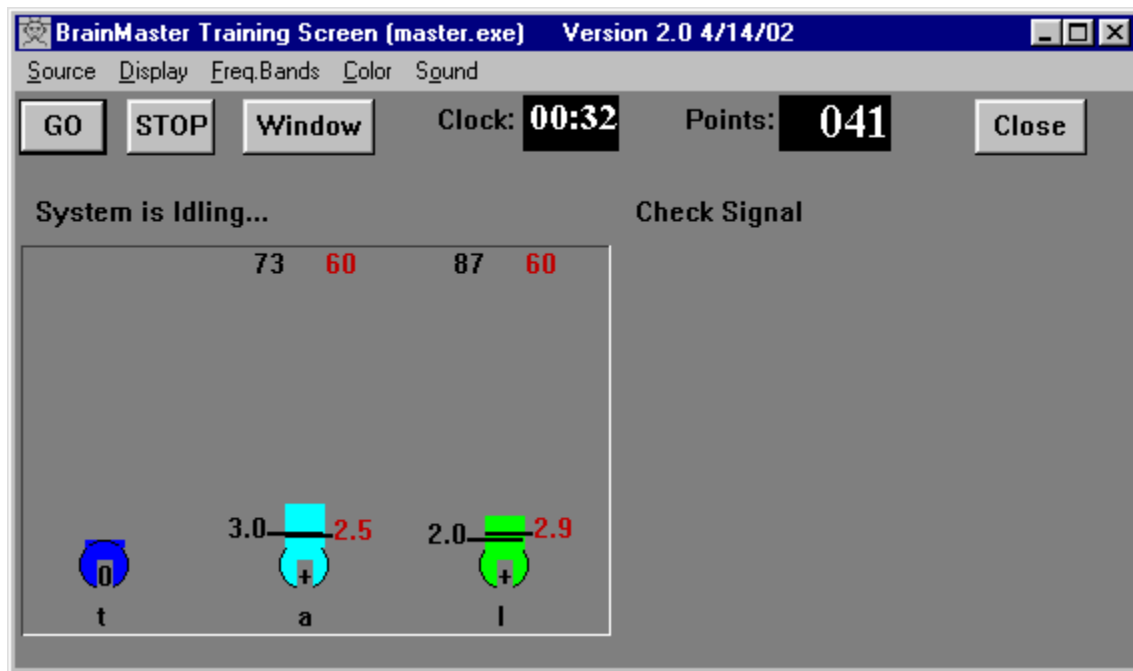 BrainMaster Training Screen (master.exe) Version 2.0 4/14/02
Source Display Freq.Bands Color Sound
GO STOP Window Clock: 00:32 Points: 041 Close
System is Idling... Check Signal
73 60 87 60
3.0 2.5 2.0 2.9
0 + +
t a l